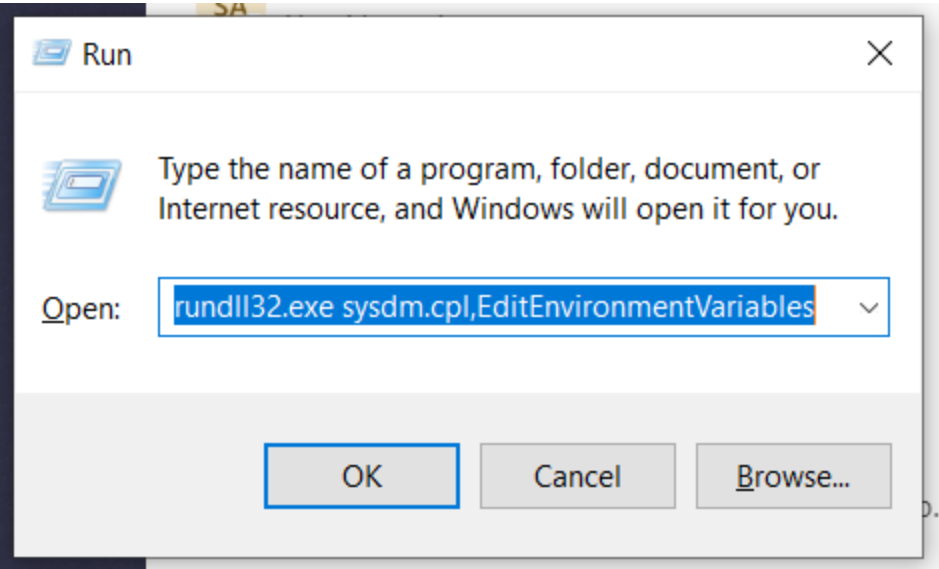 SA
Run
Type the name of a program, folder, document, or
Internet resource, and Windows will open it for you.
Open: rundll32.exe sysdm.cpl,EditEnvironmentVariables
OK Cancel Browse...